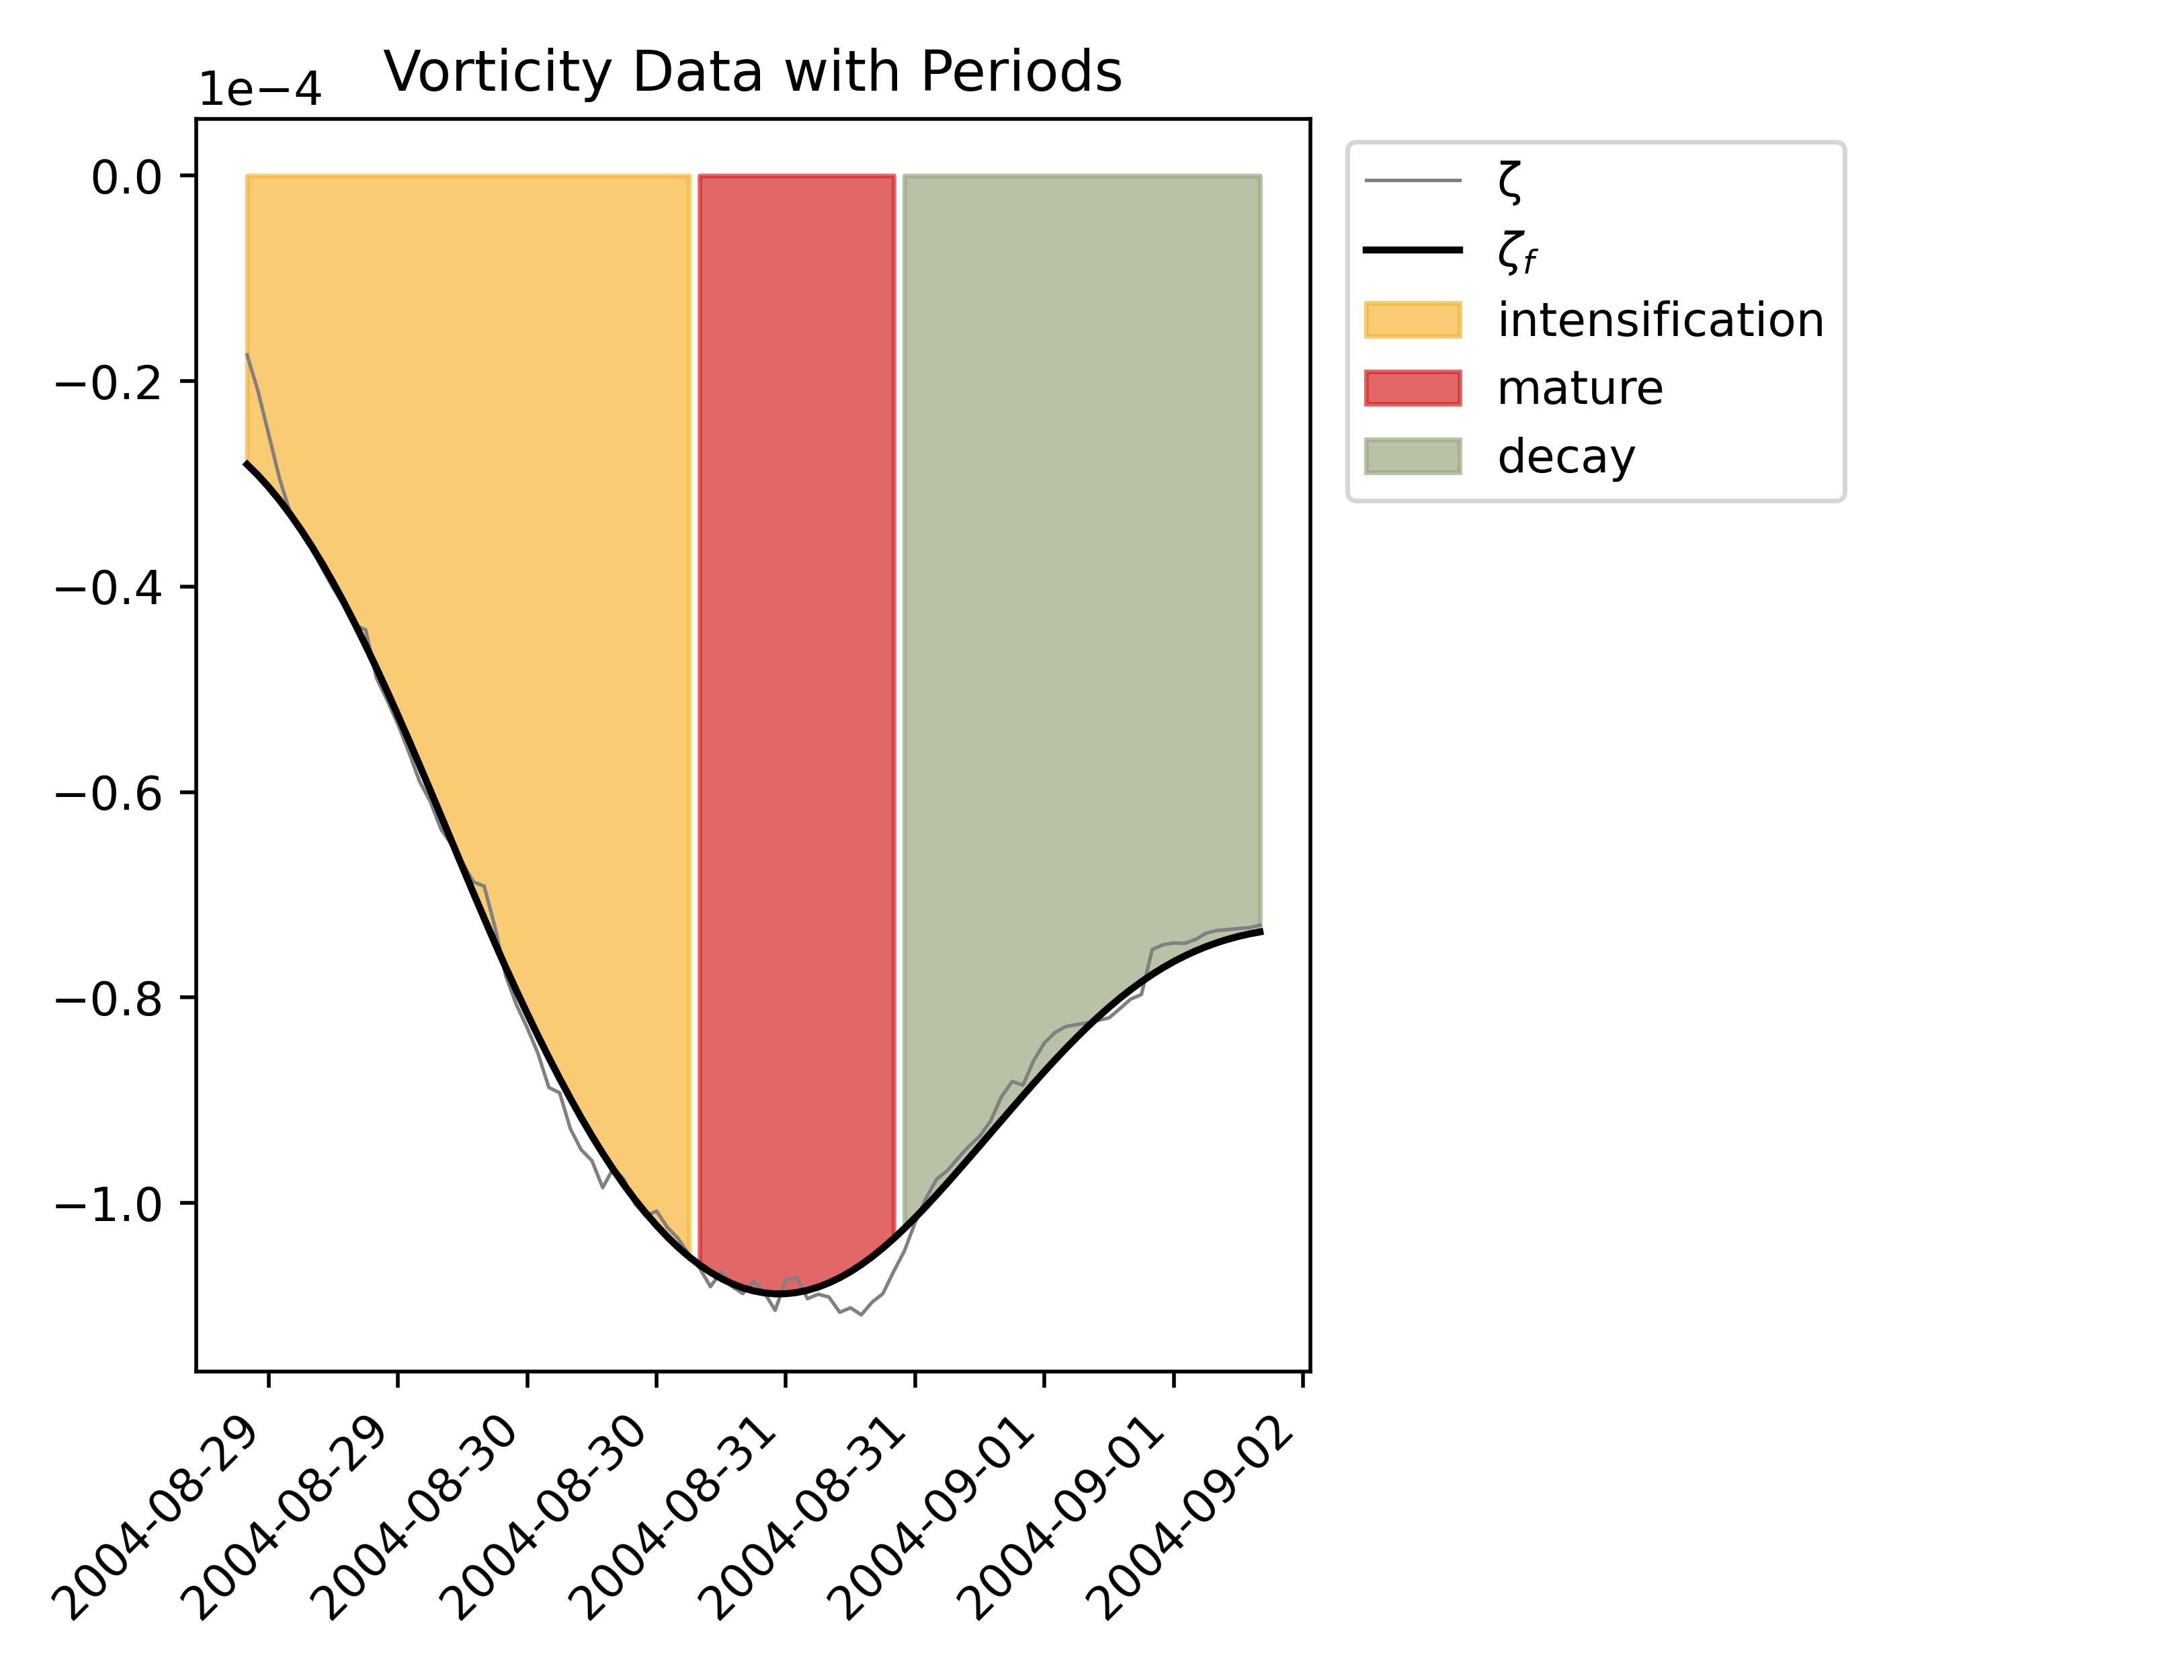 Vorticity Data with Periods
1e−4
0.0
−0.2
−0.4
−0.6
−0.8
−1.0
2004-08-29
2004-08-29
2004-08-30
2004-08-30
2004-08-31
2004-08-31
2004-09-01
2004-09-01
2004-09-02
ζ
ζf
intensification
mature
decay